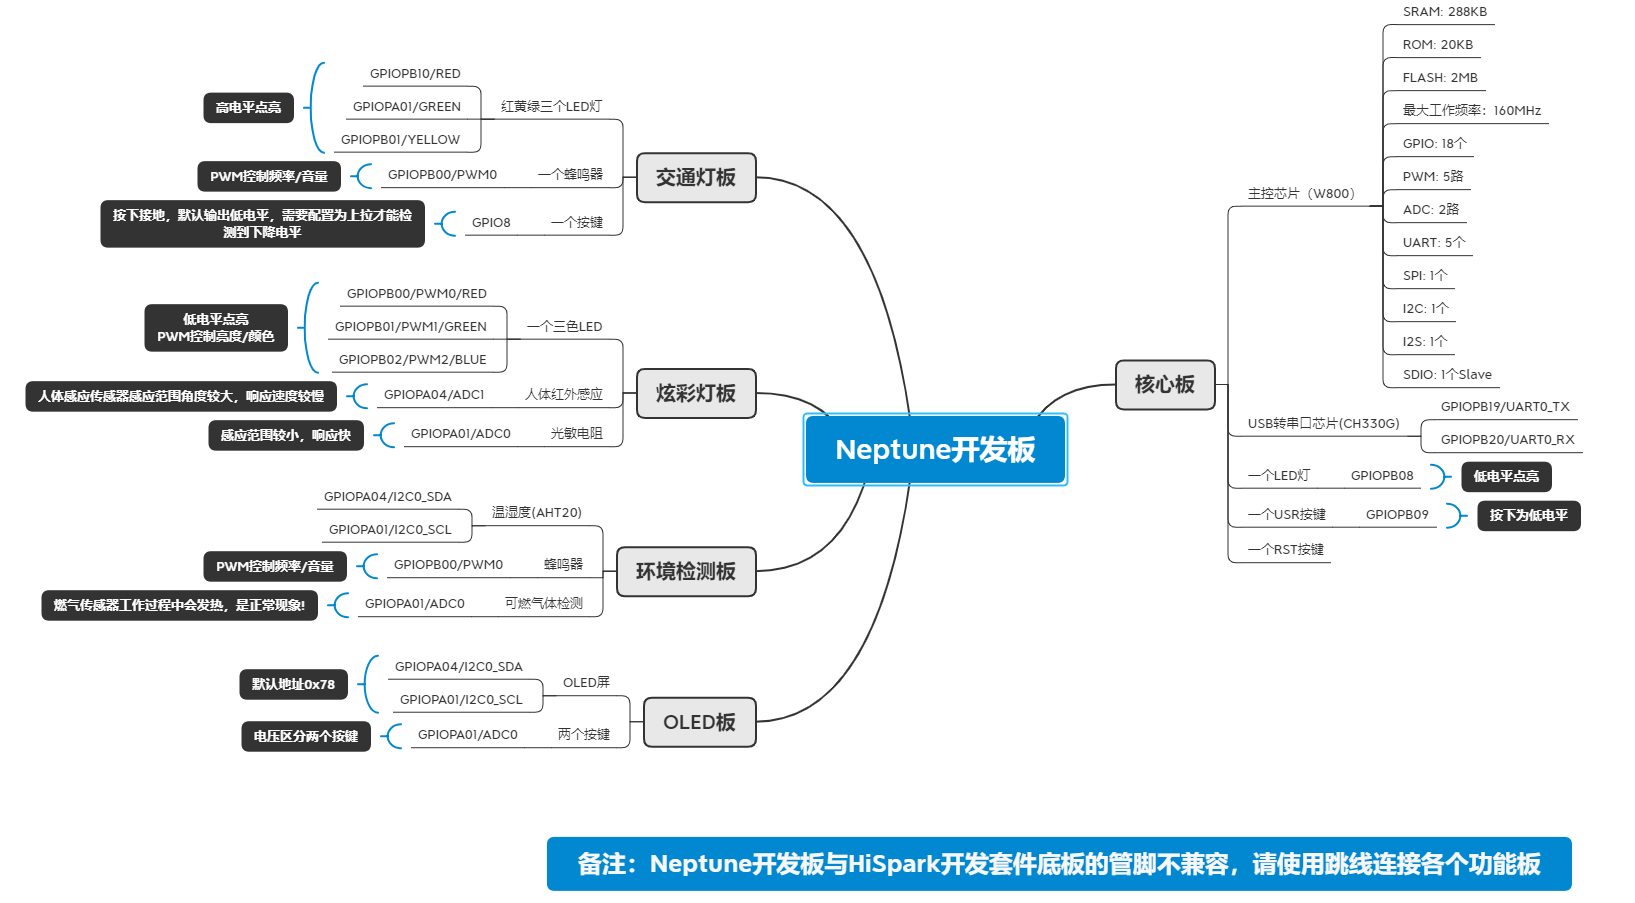 Neptune开发板
交通灯板
红黄绿三个LED灯
GPIOPB10/RED
GPIOPA01/GREEN
GPIOPB01/YELLOW
高电平点亮
一个蜂鸣器
GPIOPB00/PWM0
PWM控制频率/音量
一个按键
GPIO8
按下接地，默认输出低电平，需要配置为上拉才能检
测到下降电平
炫彩灯板
一个三色LED
GPIOPB00/PWM0/RED
GPIOPB01/PWM1/GREEN
GPIOPB02/PWM2/BLUE
低电平点亮
PWM控制亮度/颜色
人体红外感应
GPIOPA04/ADC1
人体感应传感器感应范围角度较大，响应速度较慢
光敏电阻
GPIOPA01/ADC0
感应范围较小，响应快
环境检测板
温湿度(AHT20)
GPIOPA04/I2C0_SDA
GPIOPA01/I2C0_SCL
蜂鸣器
GPIOPB00/PWM0
PWM控制频率/音量
可燃气体检测
GPIOPA01/ADC0
燃气传感器工作过程中会发热，是正常现象!
OLED板
OLED屏
GPIOPA04/I2C0_SDA
GPIOPA01/I2C0_SCL
默认地址0x78
两个按键
GPIOPA01/ADC0
电压区分两个按键
核心板
主控芯片（W800）
SRAM: 288KB
ROM: 20KB
FLASH: 2MB
最大工作频率：160MHz
GPIO: 18个
PWM: 5路
ADC: 2路
UART: 5个
SPI: 1个
I2C: 1个
I2S: 1个
SDIO: 1个Slave
USB转串口芯片(CH330G)
GPIOPB19/UART0_TX
GPIOPB20/UART0_RX
一个LED灯
GPIOPB08
低电平点亮
一个USR按键
GPIOPB09
按下为低电平
一个RST按键
备注：Neptune开发板与HiSpark开发套件底板的管脚不兼容，请使用跳线连接各个功能板